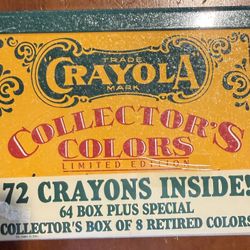 TRADE
CRAYOLA
MARK
COLLECTOR'S
COLORS
LIMITED EDITION
72 CRAYONS INSIDE!
64 BOX PLUS SPECIAL
COLLECTOR'S BOX OF 8 RETIRED COLORS